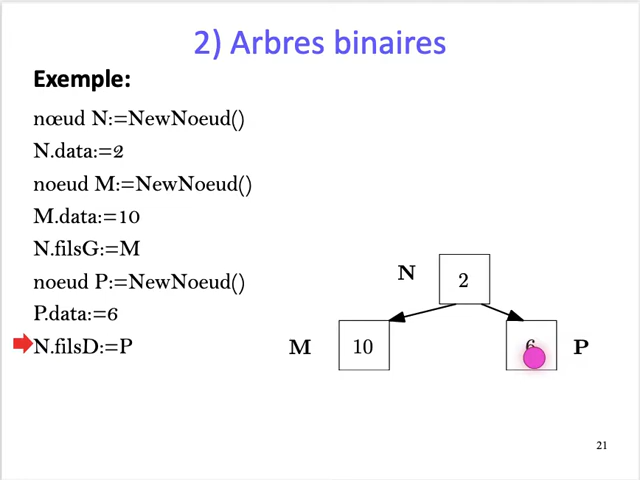 2) Arbres binaires
Exemple:
nœud N:=NewNoeud()
N.data:=2
noeud M:=NewNoeud()
M.data:=10
N.filsG:=M
noeud P:=NewNoeud()
P.data:=6
N.filsD:=P
N
2
M
10
6
P
21